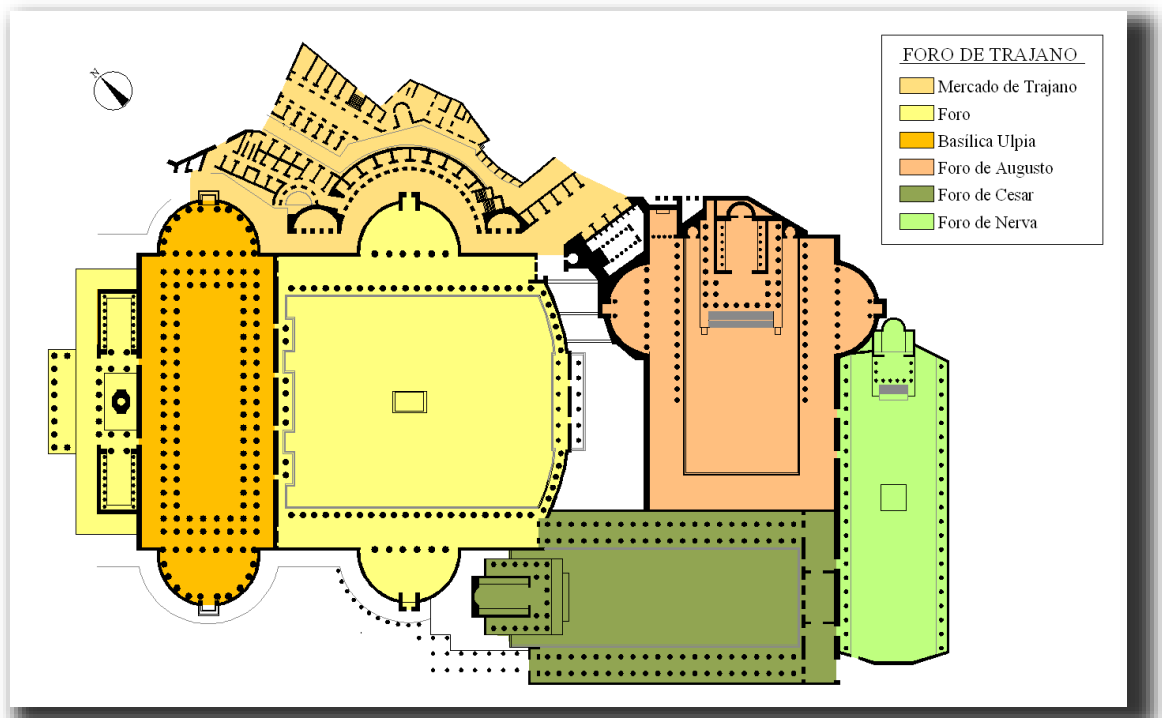 N
FORO DE TRAJANO
Mercado de Trajano
Foro
Basílica Ulpia
Foro de Augusto
Foro de Cesar
Foro de Nerva